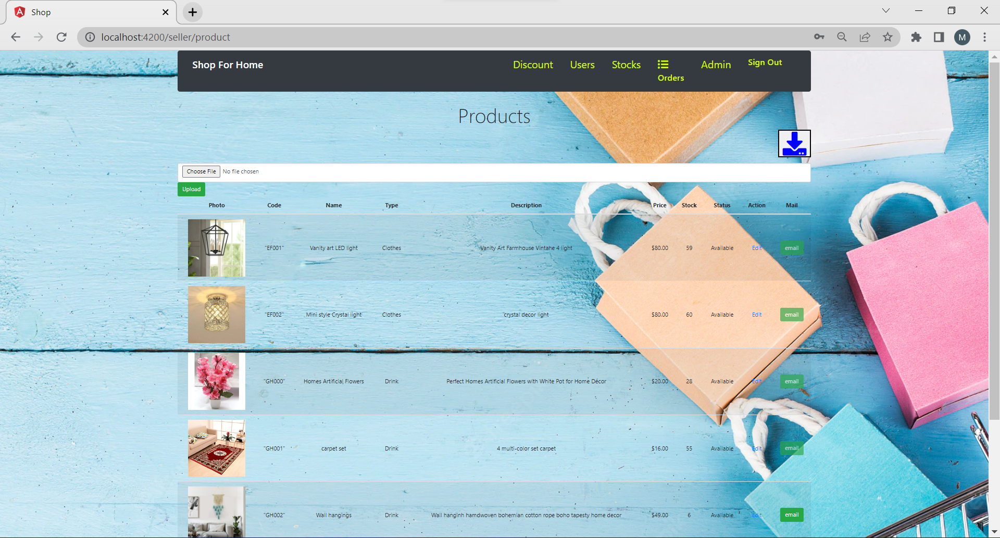 Shop
localhost:4200/seller/product
M
Shop For Home
Discount
Users
Stocks
Orders
Admin
Sign Out
Products
Choose File No file chosen
Upload
Photo Code Name Type Description Price Stock Status Action Mail
"EF001" Vanity art LED light Clothes Vanity Art Farmhouse Vintahe 4 light $80.00 59 Available Edit email
"EF002" Mini style Crystal light Clothes crystal decor light $80.00 60 Available Edit email
"GH000" Homes Artificial Flowers Drink Perfect Homes Artificial Flowers with White Pot for Home Décor $20.00 28 Available Edit email
"GH001" carpet set Drink 4 multi-color set carpet $16.00 55 Available Edit email
"GH002" Wall hangings Drink Wall hanginh hamdwoven bohemian cotton rope boho tapesty home decor $49.00 6 Available Edit email